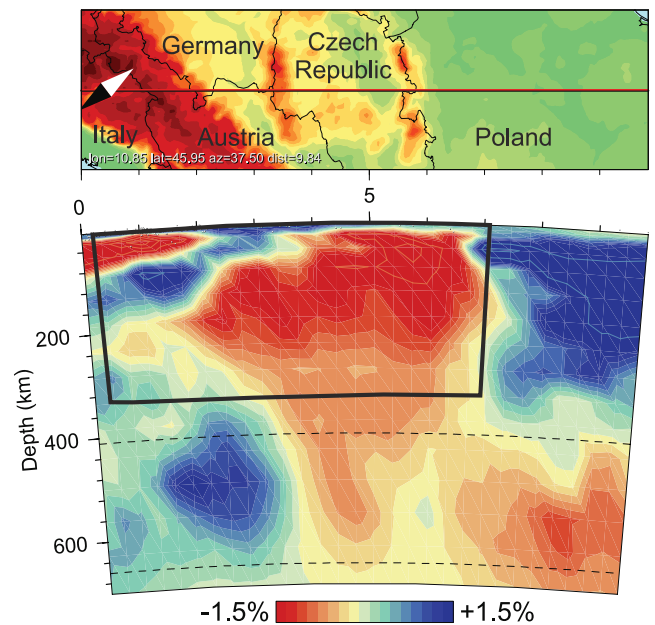 Germany
Czech
Republic
Italy
Austria
Poland
lon=10.85 lat=45.95 az=37.50 dist=9.84
0
5
200
400
600
Depth (km)
-1.5%
+1.5%